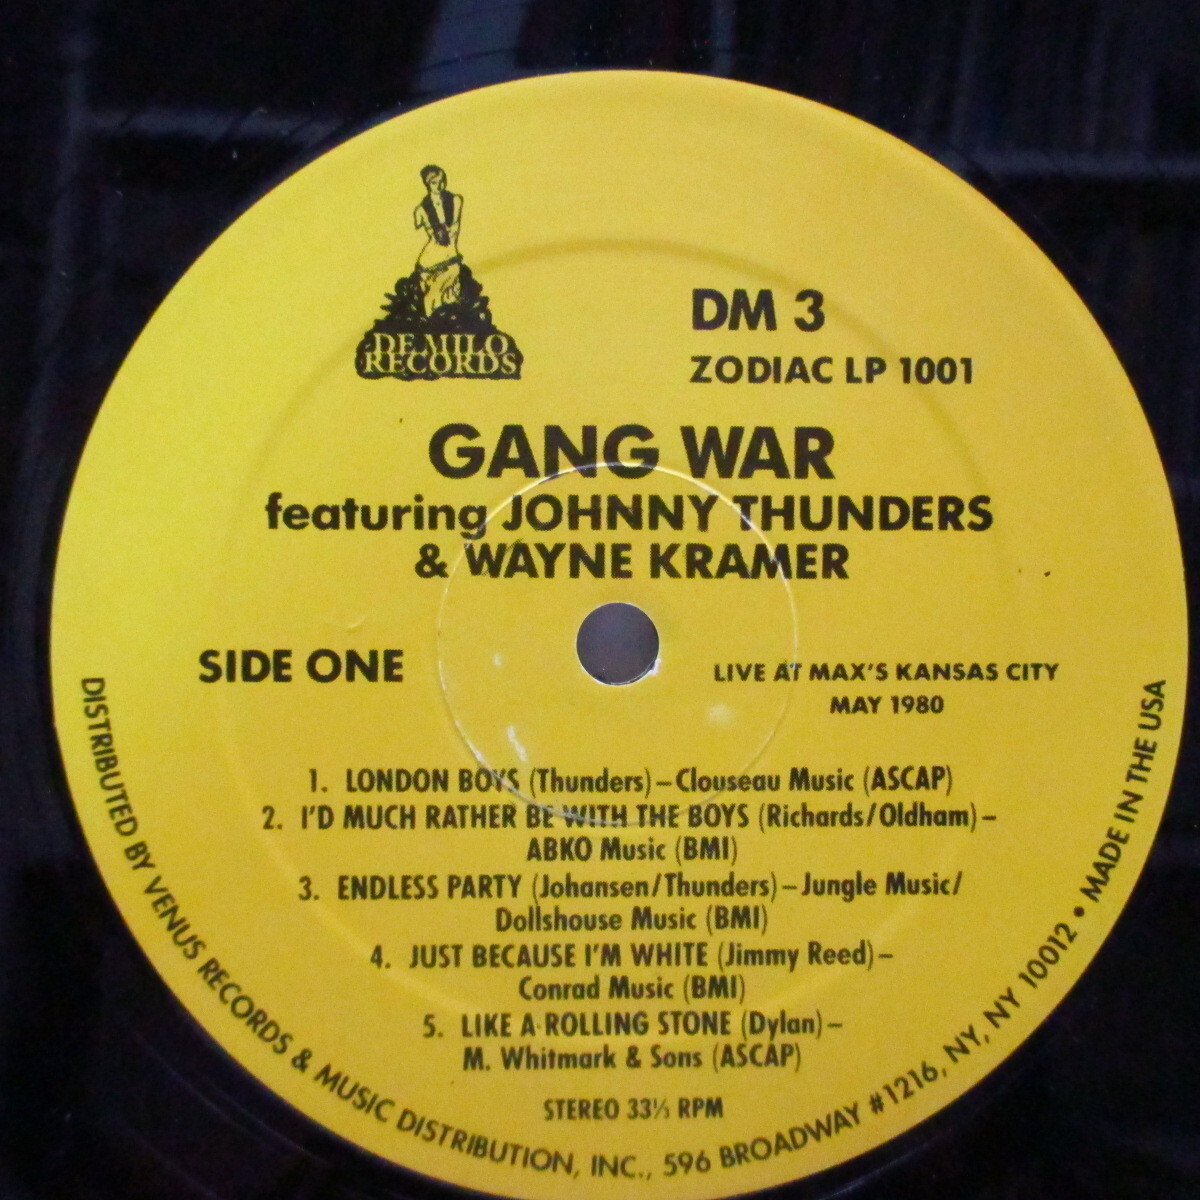 DE MILO
RECORDS
DM 3
ZODIAC LP 1001
GANG WAR
featuring JOHNNY THUNDERS
& WAYNE KRAMER
SIDE ONE
LIVE AT MAX'S KANSAS CITY
MAY 1980
1. LONDON BOYS (Thunders) – Clouseau Music (ASCAP)
2. I'D MUCH RATHER BE WITH THE BOYS (Richards/Oldham) –
ABKO Music (BMI)
3. ENDLESS PARTY (Johansen/Thunders) – Jungle Music/
Dollshouse Music (BMI)
4. JUST BECAUSE I'M WHITE (Jimmy Reed) –
Conrad Music (BMI)
5. LIKE A ROLLING STONE (Dylan) –
M. Whitmark & Sons (ASCAP)
STEREO 33⅓ RPM
DISTRIBUTED BY VENUS RECORDS & MUSIC DISTRIBUTION, INC., 596 BROADWAY #1216, NY, NY 10012 • MADE IN THE USA